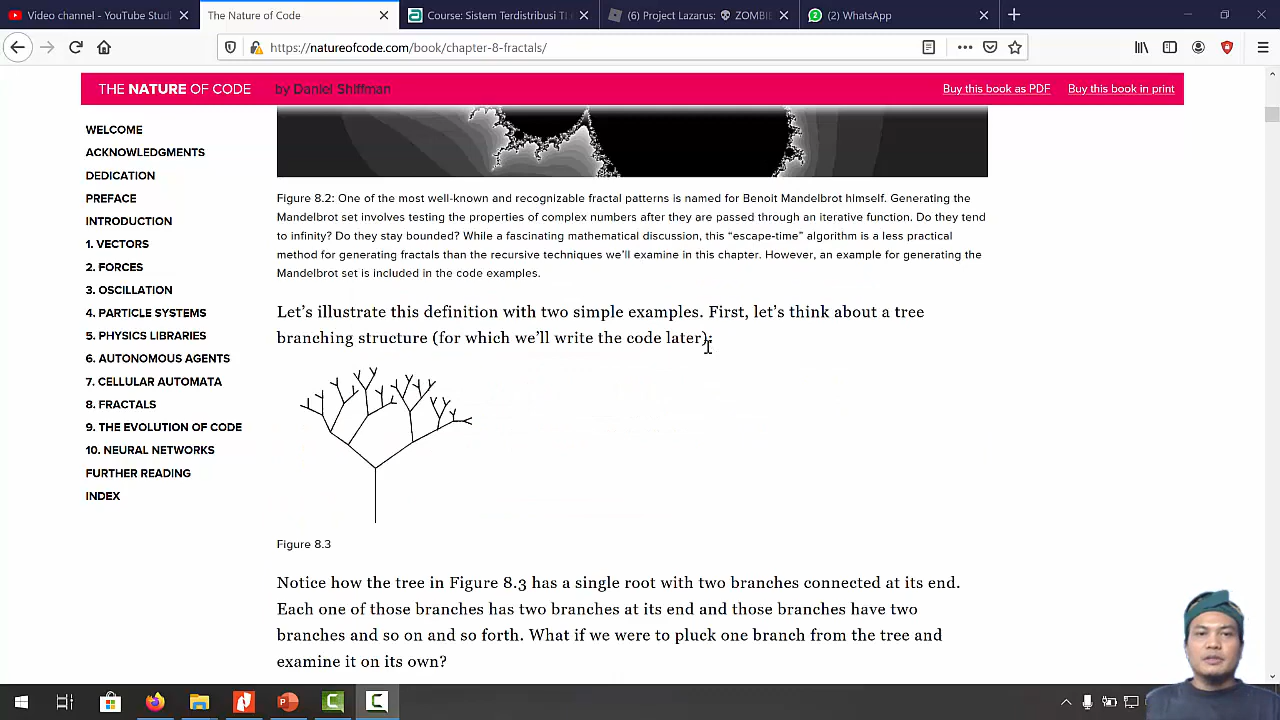 Video channel - YouTube Studi
The Nature of Code
Course: Sistem Terdistribusi TI
(6) Project Lazarus: 💀 ZOMBIE
(2) WhatsApp
https://natureofcode.com/book/chapter-8-fractals/
THE NATURE OF CODE by Daniel Shiffman
Buy this book as PDF
Buy this book in print
WELCOME
ACKNOWLEDGMENTS
DEDICATION
PREFACE
INTRODUCTION
1. VECTORS
2. FORCES
3. OSCILLATION
4. PARTICLE SYSTEMS
5. PHYSICS LIBRARIES
6. AUTONOMOUS AGENTS
7. CELLULAR AUTOMATA
8. FRACTALS
9. THE EVOLUTION OF CODE
10. NEURAL NETWORKS
FURTHER READING
INDEX
Figure 8.2: One of the most well-known and recognizable fractal patterns is named for Benoit Mandelbrot himself. Generating the
Mandelbrot set involves testing the properties of complex numbers after they are passed through an iterative function. Do they tend
to infinity? Do they stay bounded? While a fascinating mathematical discussion, this “escape-time” algorithm is a less practical
method for generating fractals than the recursive techniques we’ll examine in this chapter. However, an example for generating the
Mandelbrot set is included in the code examples.
Let’s illustrate this definition with two simple examples. First, let’s think about a tree
branching structure (for which we’ll write the code later):
Figure 8.3
Notice how the tree in Figure 8.3 has a single root with two branches connected at its end.
Each one of those branches has two branches at its end and those branches have two
branches and so on and so forth. What if we were to pluck one branch from the tree and
examine it on its own?